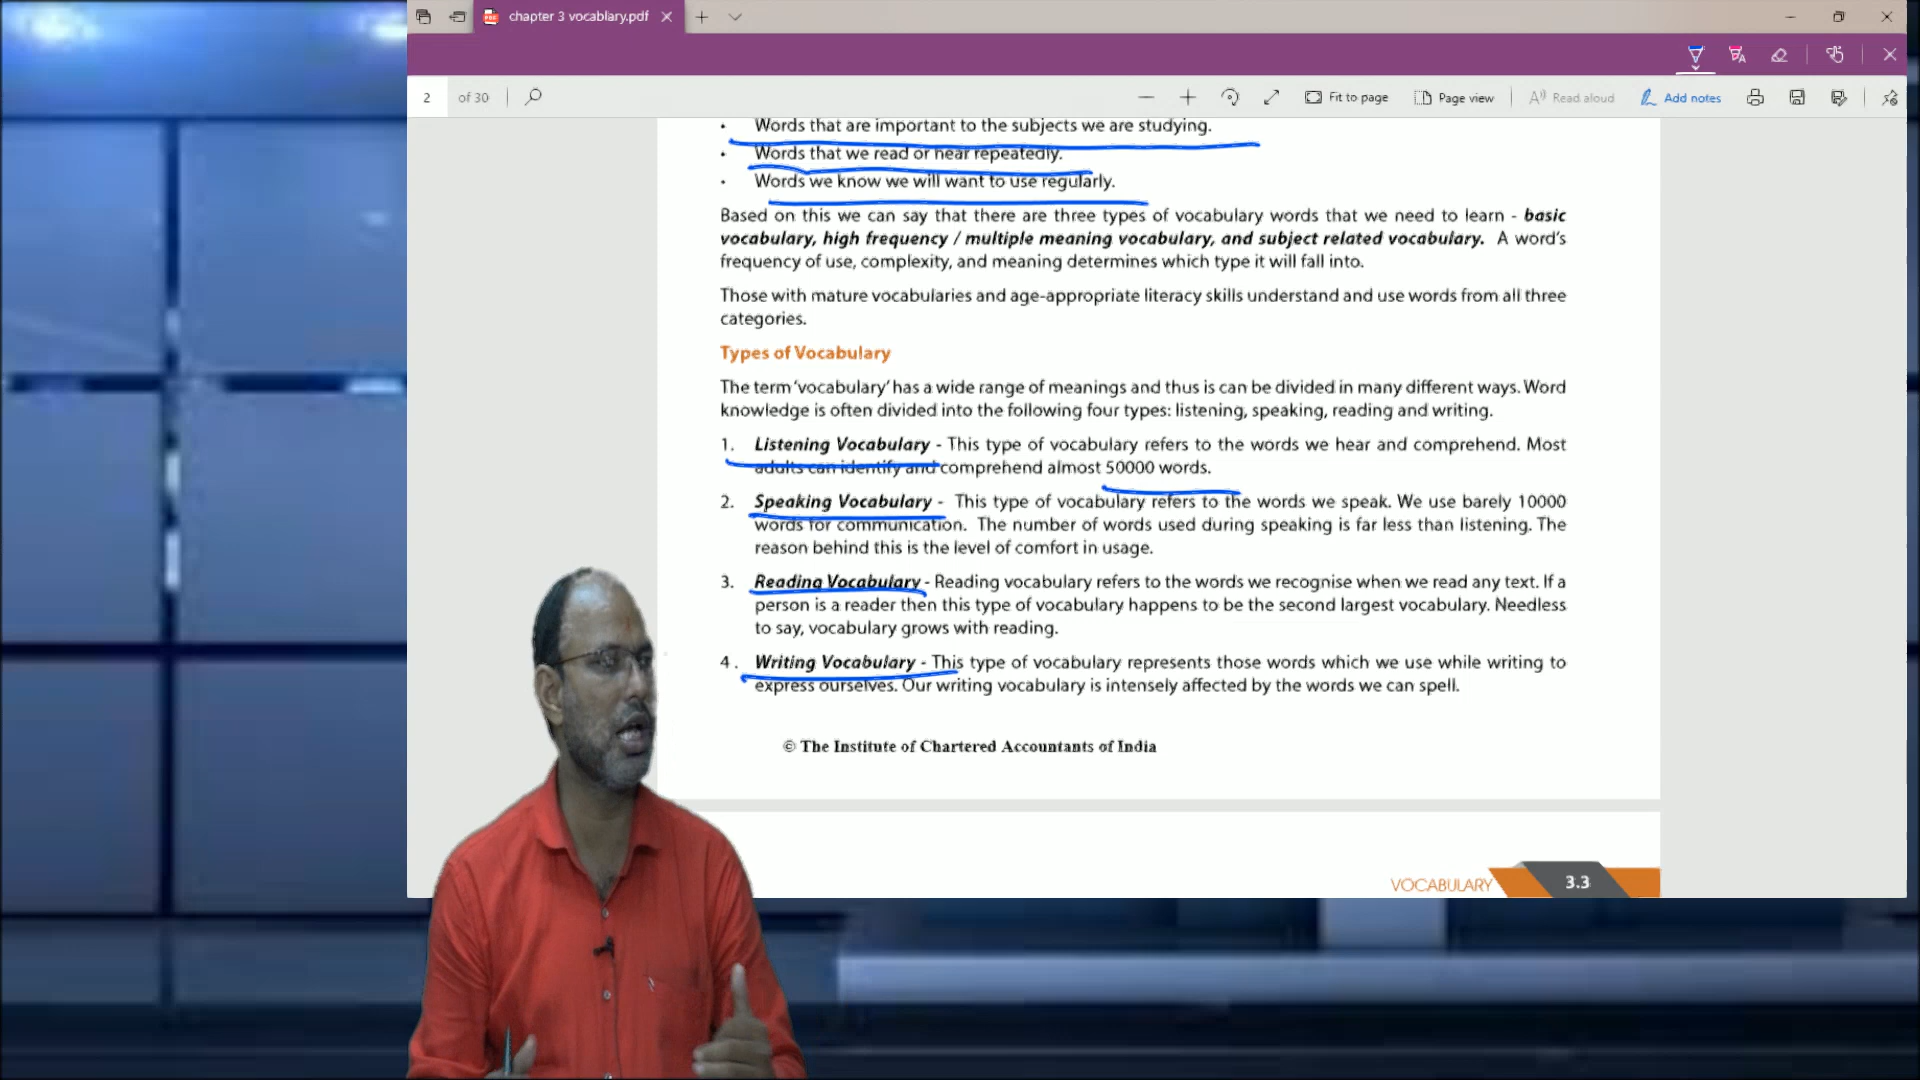 chapter 3 vocablary.pdf
2 of 30
Fit to page
Page view
Read aloud
Add notes
• Words that are important to the subjects we are studying.
• Words that we read or hear repeatedly.
• Words we know we will want to use regularly.
Based on this we can say that there are three types of vocabulary words that we need to learn - basic
vocabulary, high frequency / multiple meaning vocabulary, and subject related vocabulary. A word's
frequency of use, complexity, and meaning determines which type it will fall into.
Those with mature vocabularies and age-appropriate literacy skills understand and use words from all three
categories.
Types of Vocabulary
The term 'vocabulary' has a wide range of meanings and thus is can be divided in many different ways. Word
knowledge is often divided into the following four types: listening, speaking, reading and writing.
1. Listening Vocabulary - This type of vocabulary refers to the words we hear and comprehend. Most
adults can identify and comprehend almost 50000 words.
2. Speaking Vocabulary - This type of vocabulary refers to the words we speak. We use barely 10000
words for communication. The number of words used during speaking is far less than listening. The
reason behind this is the level of comfort in usage.
3. Reading Vocabulary - Reading vocabulary refers to the words we recognise when we read any text. If a
person is a reader then this type of vocabulary happens to be the second largest vocabulary. Needless
to say, vocabulary grows with reading.
4. Writing Vocabulary - This type of vocabulary represents those words which we use while writing to
express ourselves. Our writing vocabulary is intensely affected by the words we can spell.
© The Institute of Chartered Accountants of India
VOCABULARY 3.3